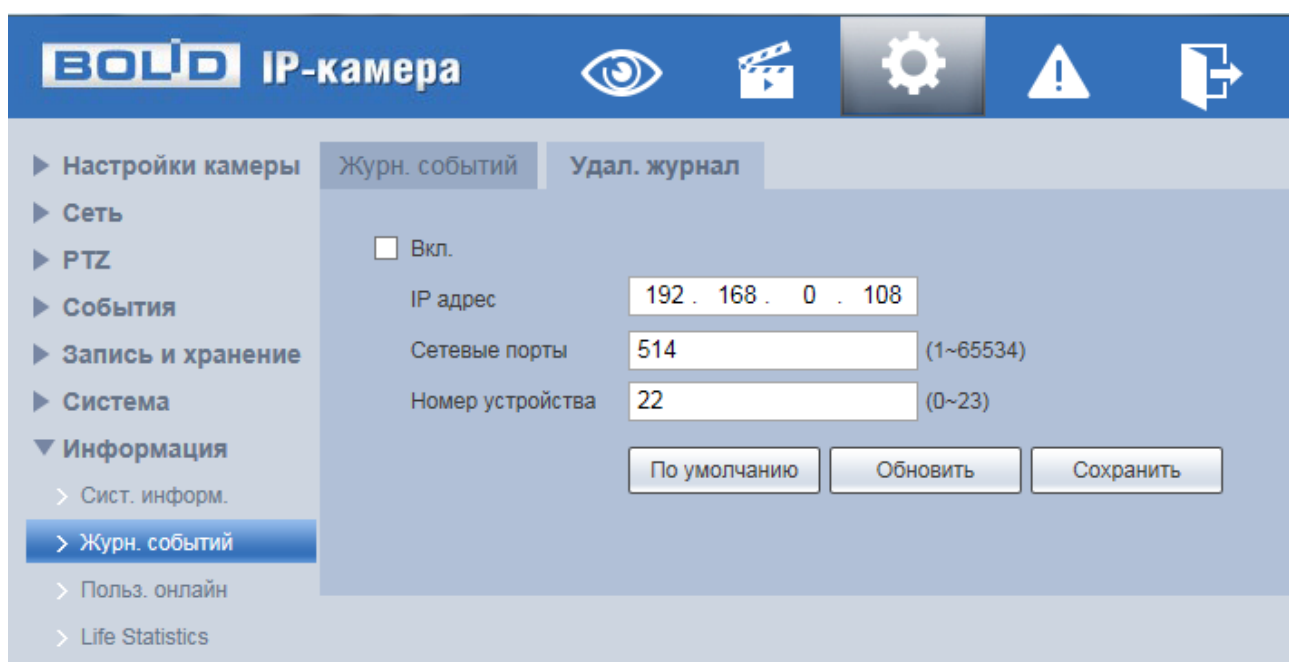 BOLID IP-камера
Настройки камеры
Сеть
PTZ
События
Запись и хранение
Система
Информация
Сист. информ.
Журн. событий
Польз. онлайн
Life Statistics
Журн. событий Удал. журнал
Вкл.
IP адрес 192 . 168 . 0 . 108
Сетевые порты 514 (1~65534)
Номер устройства 22 (0~23)
По умолчанию Обновить Сохранить